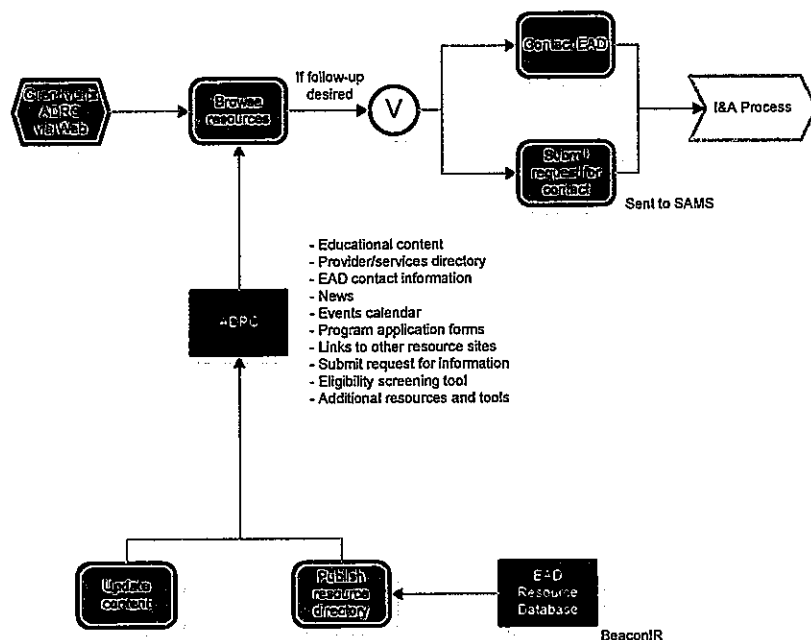 Client visits
ADRC
via Web
Browse
resources
If follow-up
desired
V
Contact EAD
Submit
request for
contact
Sent to SAMS
I&A Process
ADRC
- Educational content
- Provider/services directory
- EAD contact information
- News
- Events calendar
- Program application forms
- Links to other resource sites
- Submit request for information
- Eligibility screening tool
- Additional resources and tools
Update
content
Publish
resource
directory
EAD
Resource
Database
BeaconIR